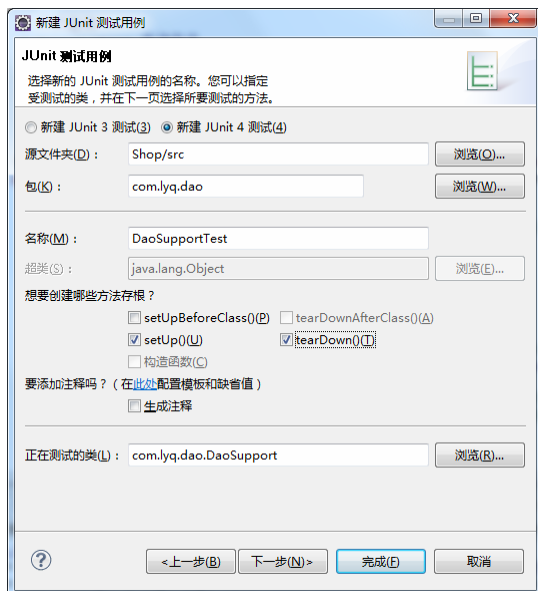 新建 JUnit 测试用例
JUnit 测试用例
选择新的 JUnit 测试用例的名称。您可以指定
受测试的类，并在下一页选择所要测试的方法。
新建 JUnit 3 测试(3) 新建 JUnit 4 测试(4)
源文件夹(D)： Shop/src 浏览(O)...
包(K)： com.lyq.dao 浏览(W)...
名称(M)： DaoSupportTest
超类(S)： java.lang.Object 浏览(E)...
想要创建哪些方法存根？
setUpBeforeClass()(P) tearDownAfterClass()(A)
setUp()(U) tearDown()(T)
构造函数(C)
要添加注释吗？（在此处配置模板和缺省值）
生成注释
正在测试的类(L)： com.lyq.dao.DaoSupport 浏览(R)...
? <上一步(B) 下一步(N)> 完成(F) 取消